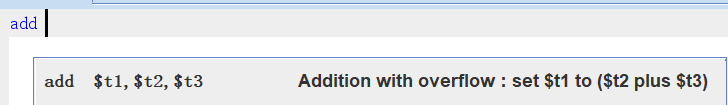 add
add $t1, $t2, $t3 Addition with overflow : set $t1 to ($t2 plus $t3)